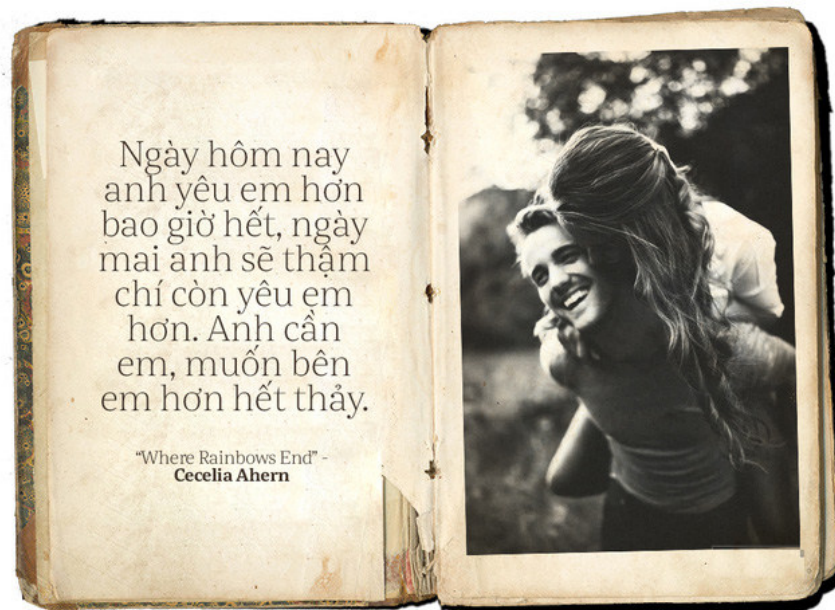 Ngày hôm nay
anh yêu em hơn
bao giờ hết, ngày
mai anh sẽ thậm
chí còn yêu em
hơn. Anh cần
em, muốn bên
em hơn hết thảy.
“Where Rainbows End” -
Cecelia Ahern